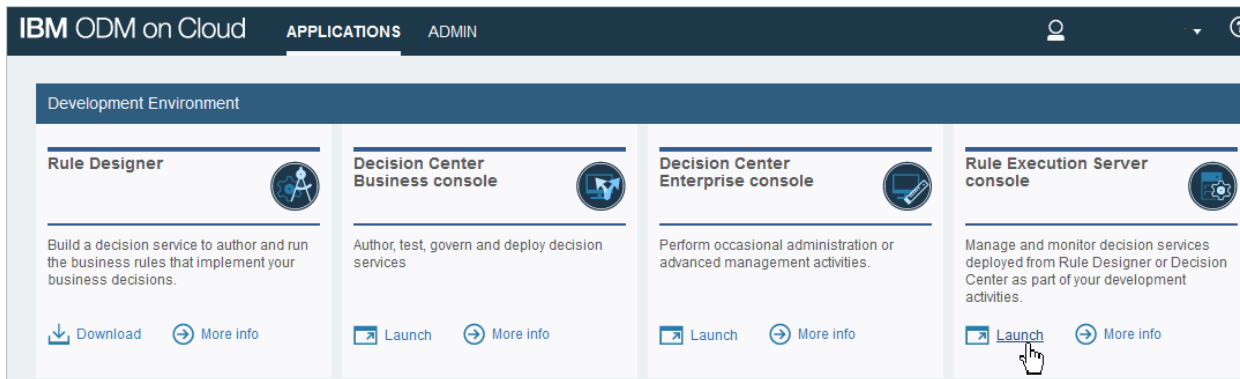 IBM ODM on Cloud APPLICATIONS ADMIN
Development Environment
Rule Designer
Build a decision service to author and run
the business rules that implement your
business decisions.
Download More info
Decision Center
Business console
Author, test, govern and deploy decision
services
Launch More info
Decision Center
Enterprise console
Perform occasional administration or
advanced management activities.
Launch More info
Rule Execution Server
console
Manage and monitor decision services
deployed from Rule Designer or Decision
Center as part of your development
activities.
Launch More info